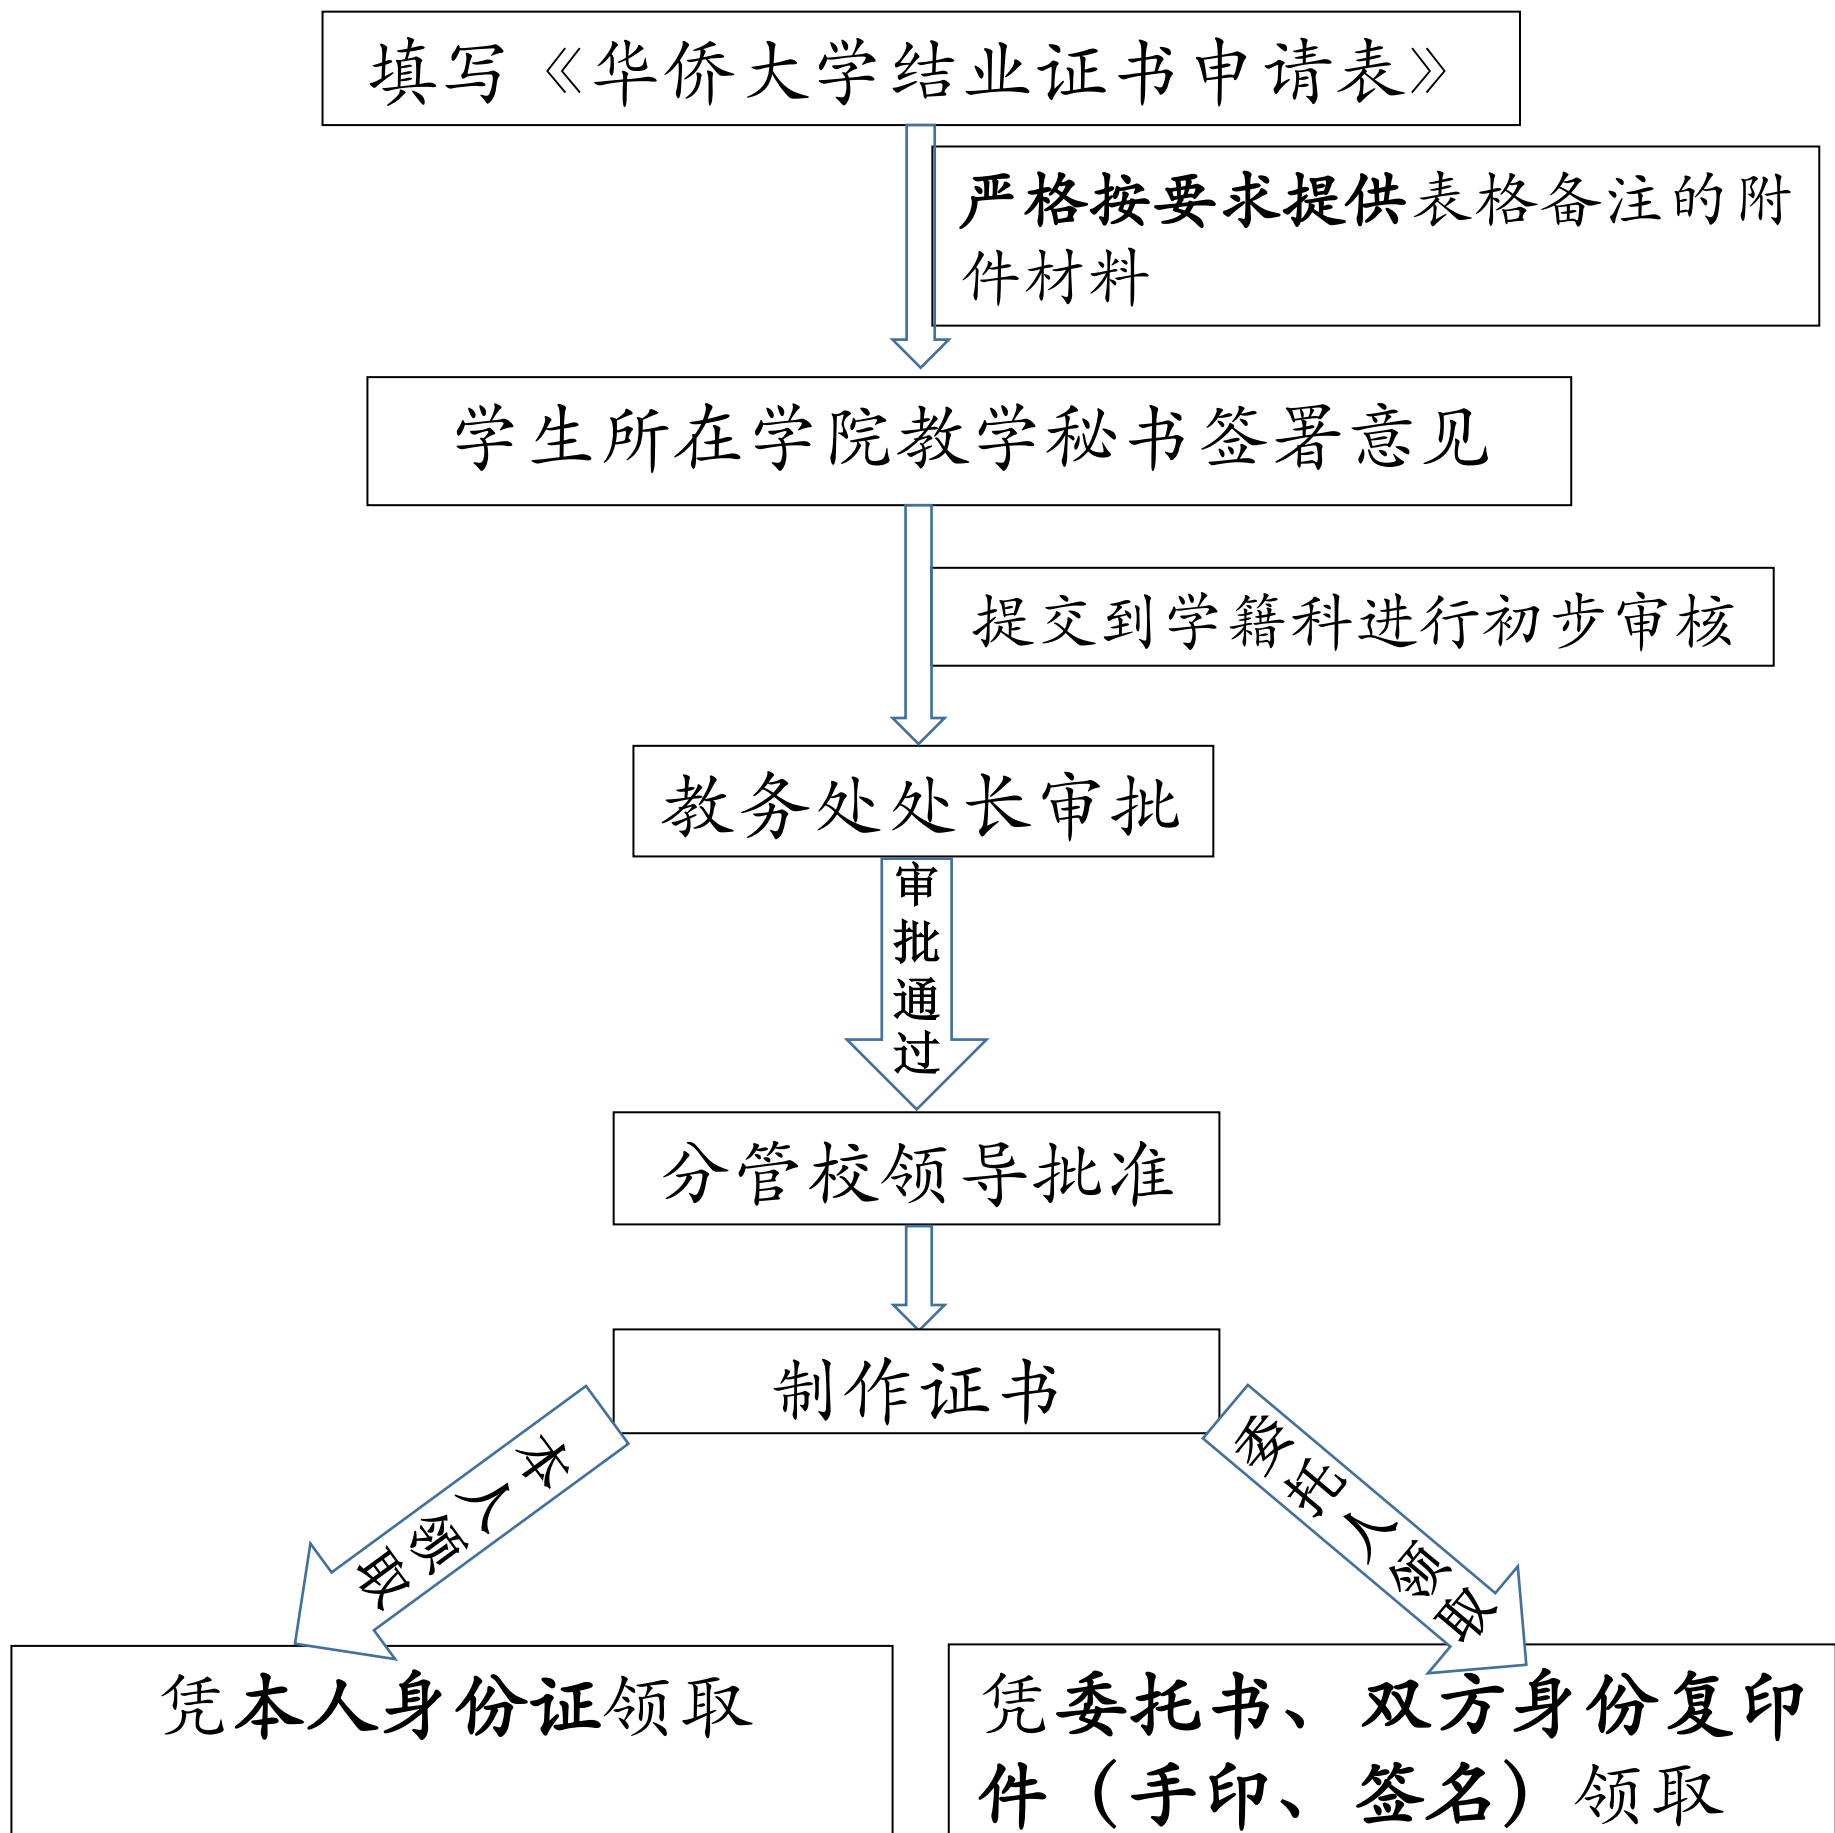 填写《华侨大学结业证书申请表》
严格按要求提供表格备注的附
件材料
学生所在学院教学秘书签署意见
提交到学籍科进行初步审核
教务处处长审批
审批通过
分管校领导批准
制作证书
本人领取
委托人领取
凭本人身份证领取
凭委托书、双方身份复印
件（手印、签名）领取